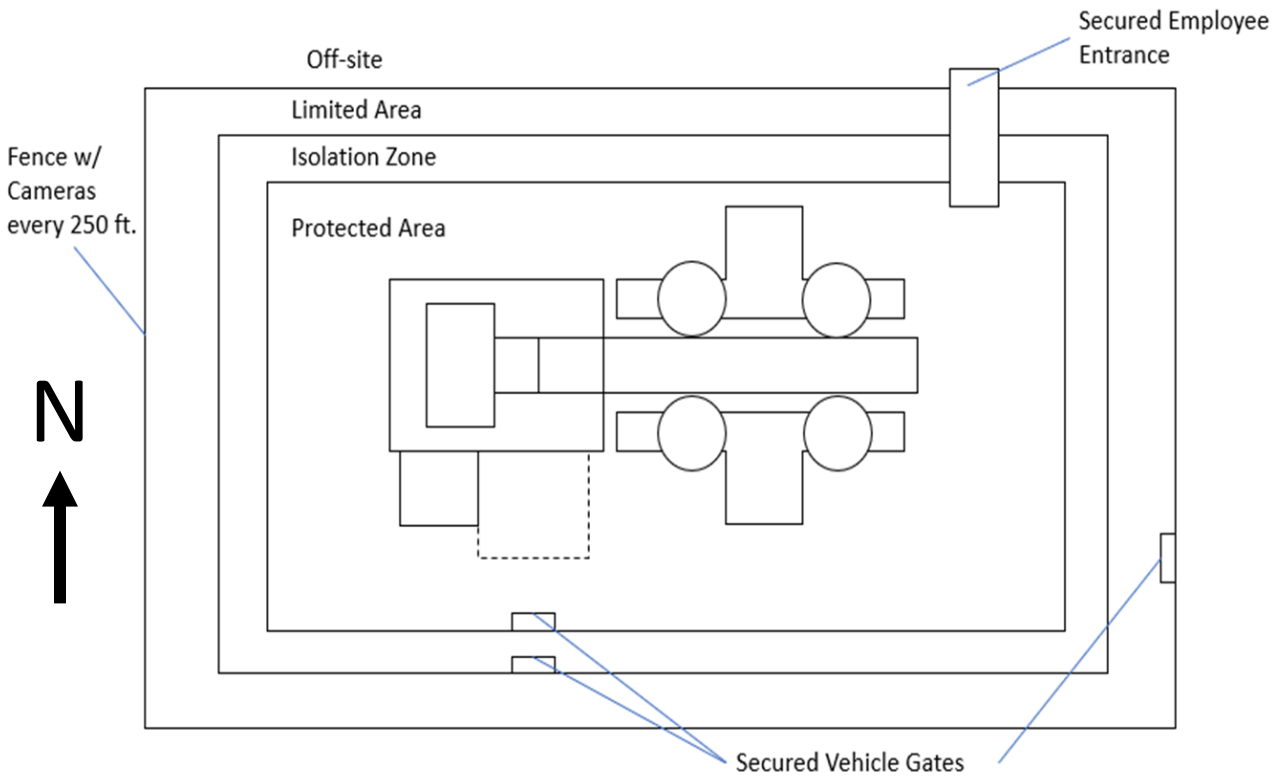 Secured Employee
Entrance
Off-site
Limited Area
Isolation Zone
Fence w/
Cameras
every 250 ft.
Protected Area
N
Secured Vehicle Gates